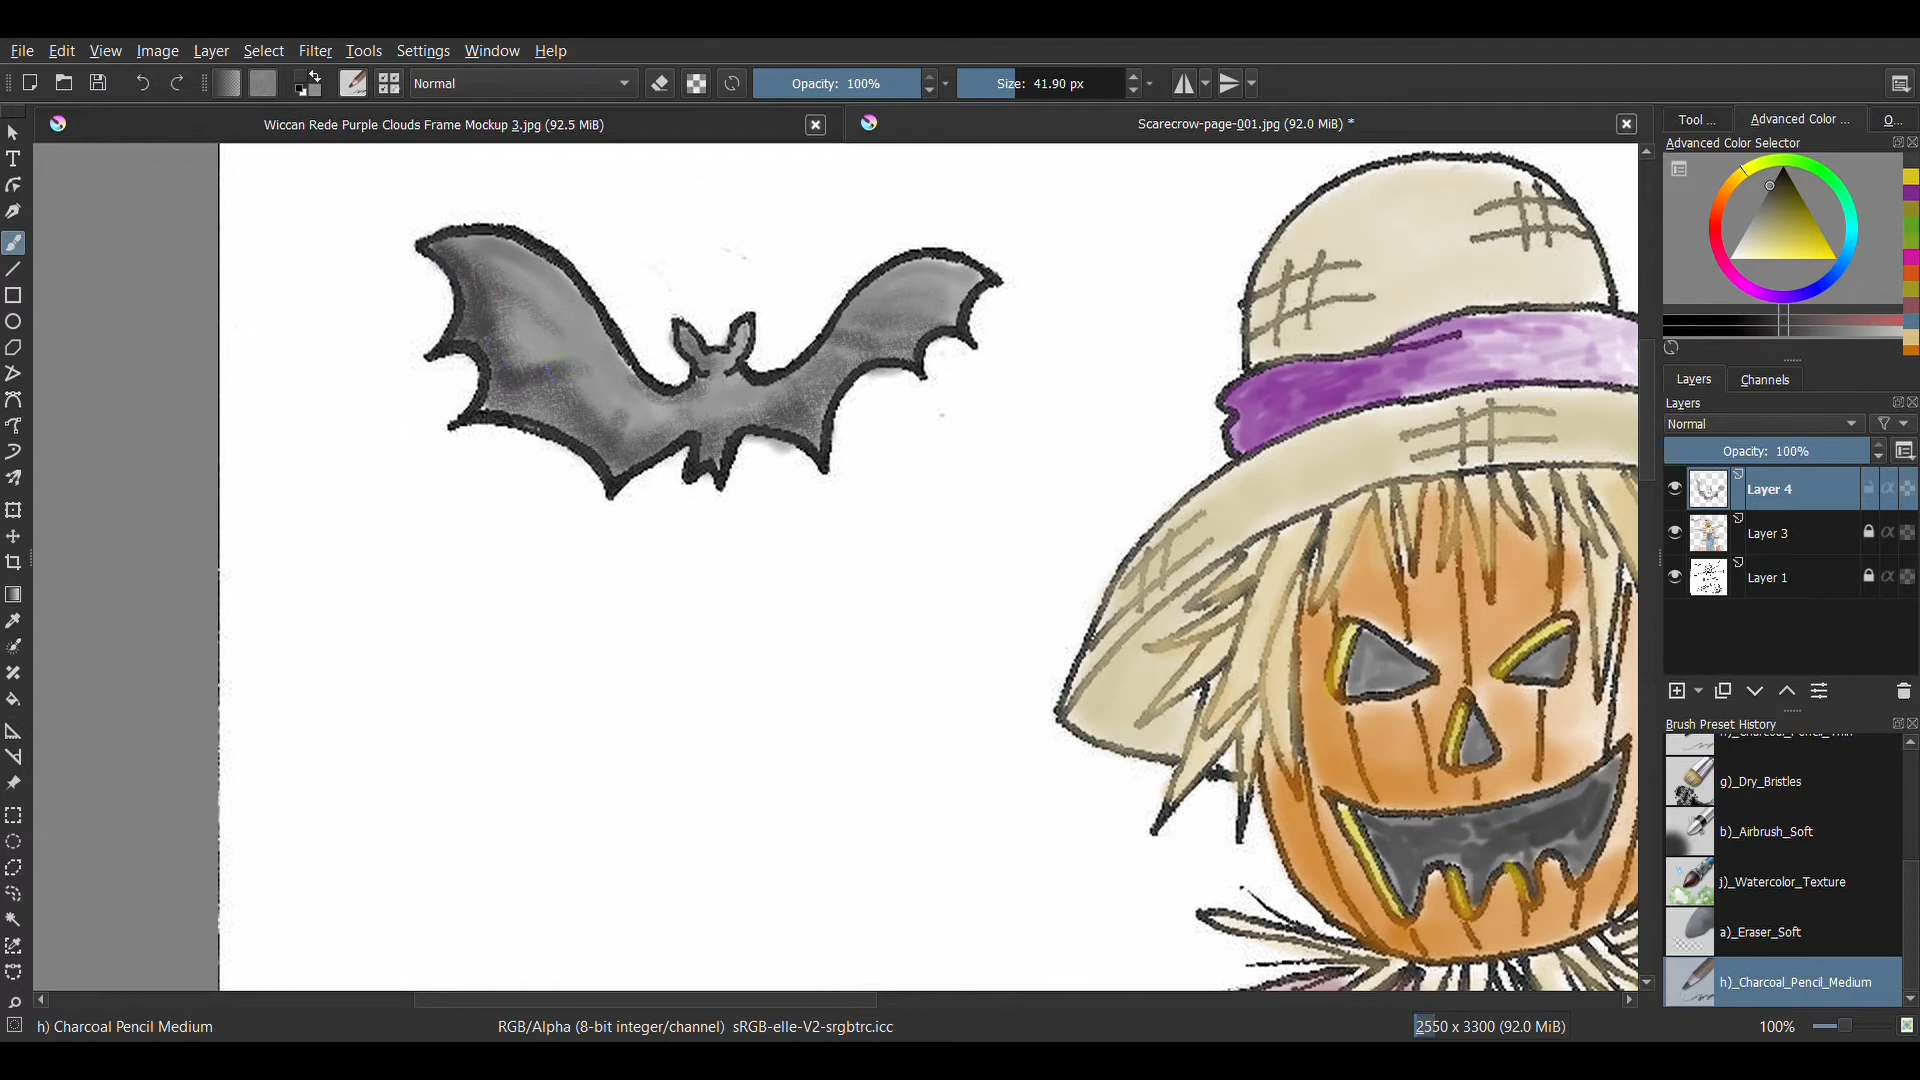 File Edit View Image Layer Select Filter Tools Settings Window Help
Normal Opacity: 100% Size: 41.90 px
Wiccan Rede Purple Clouds Frame Mockup 3.jpg (92.5 MiB) Scarecrow-page-001.jpg (92.0 MiB) *
Tool ... Advanced Color ... O...
Advanced Color Selector
Layers Channels
Layers
Normal
Opacity: 100%
Layer 4
Layer 3
Layer 1
Brush Preset History
h)_Charcoal_Pencil_Thin
g)_Dry_Bristles
b)_Airbrush_Soft
j)_Watercolor_Texture
a)_Eraser_Soft
h)_Charcoal_Pencil_Medium
h) Charcoal Pencil Medium RGB/Alpha (8-bit integer/channel) sRGB-elle-V2-srgbtrc.icc 2550 x 3300 (92.0 MiB) 100%